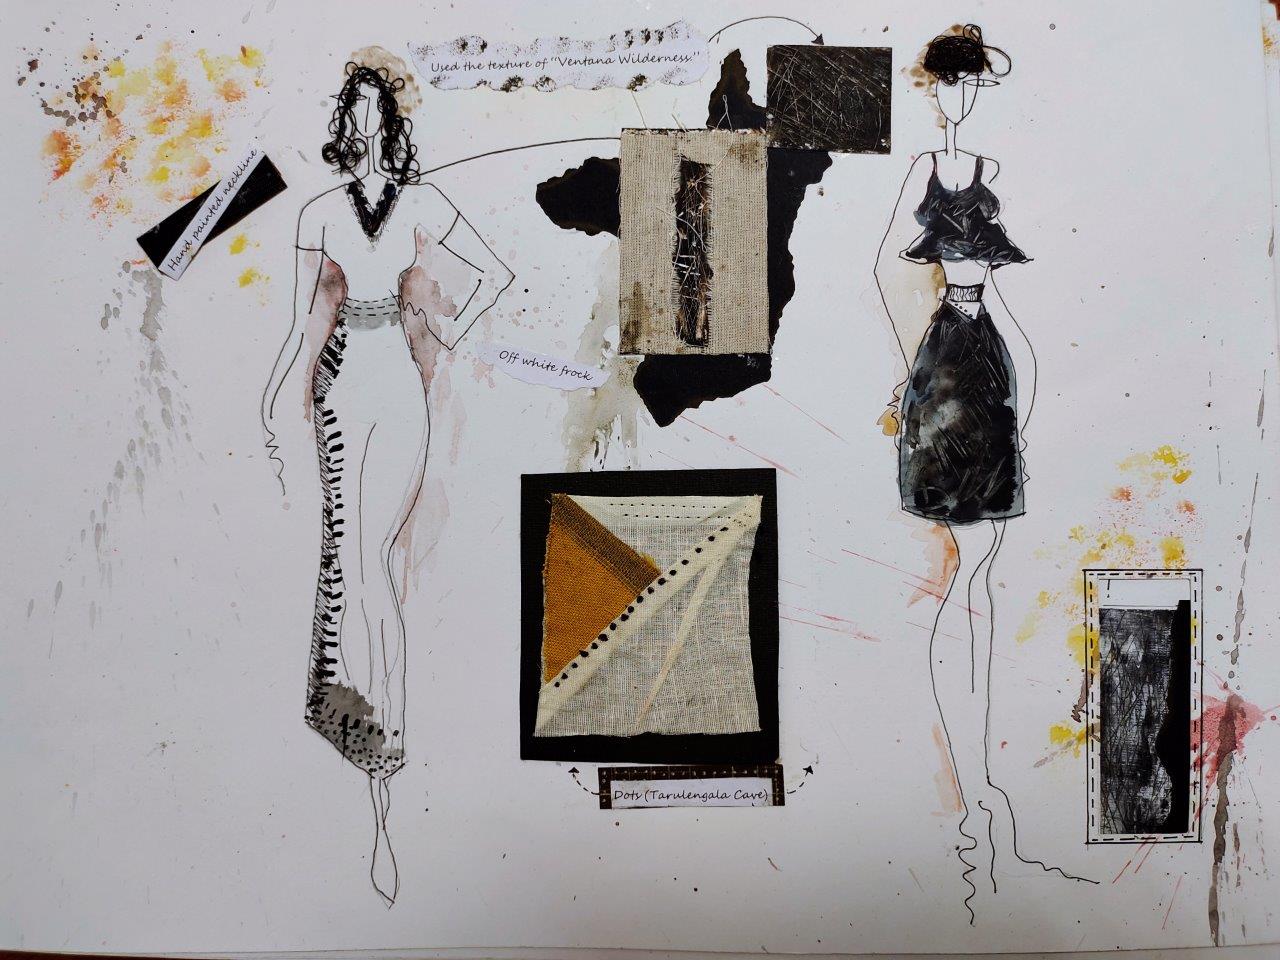 Used the texture of "Ventana Wilderness"
Hand painted neckline
Off white frock
Dots (Tarulengala Cave)